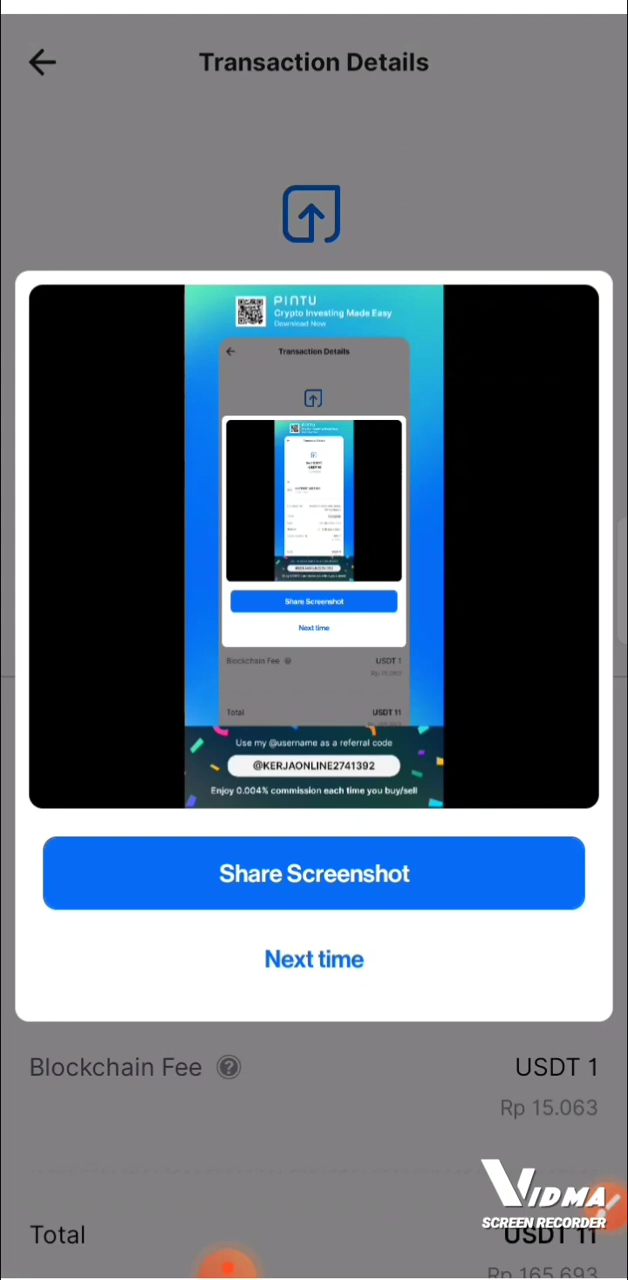 Transaction Details
PINTU
Crypto Investing Made Easy
Download Now
Transaction Details
Share Screenshot
Next time
Blockchain Fee
USDT 1
Rp 15.063
Total
USDT 11
Use my @username as a referral code
@KERJAONLINE2741392
Enjoy 0.004% commission each time you buy/sell
Share Screenshot
Next time
Blockchain Fee ?
USDT 1
Rp 15.063
VIDMA
SCREEN RECORDER
Total
USDT 11
Rp 165.693